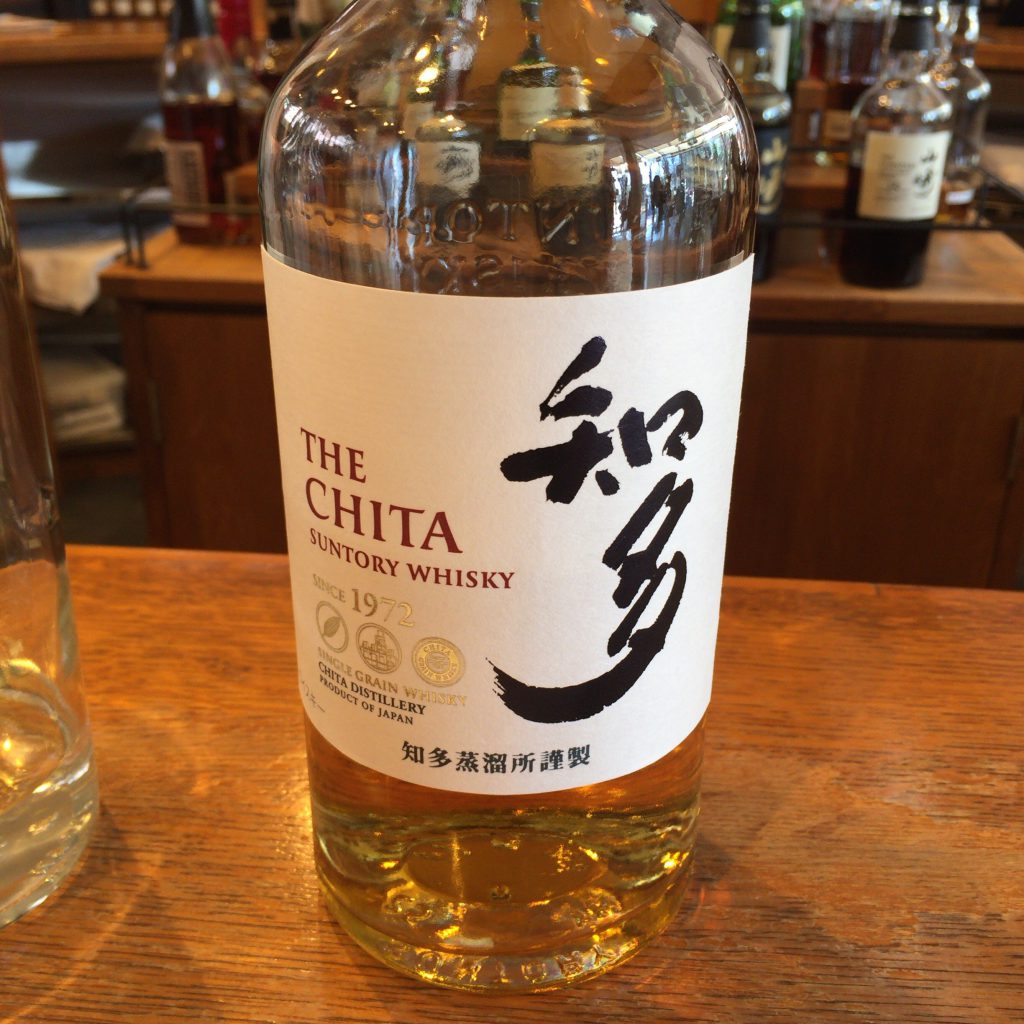 THE
CHITA
SUNTORY WHISKY
SINCE 1972
CHITA
SINGLE GRAIN WHISKY
CHITA DISTILLERY
PRODUCT OF JAPAN
知多
知多蒸溜所謹製